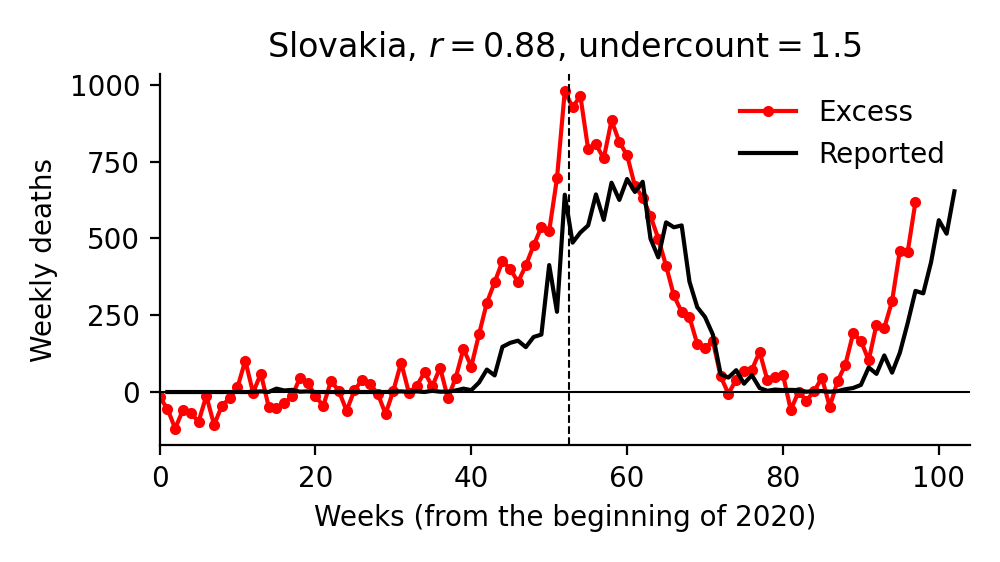 Slovakia, r = 0.88, undercount = 1.5
Excess
Reported
Weekly deaths
1000
750
500
250
0
0 20 40 60 80 100
Weeks (from the beginning of 2020)